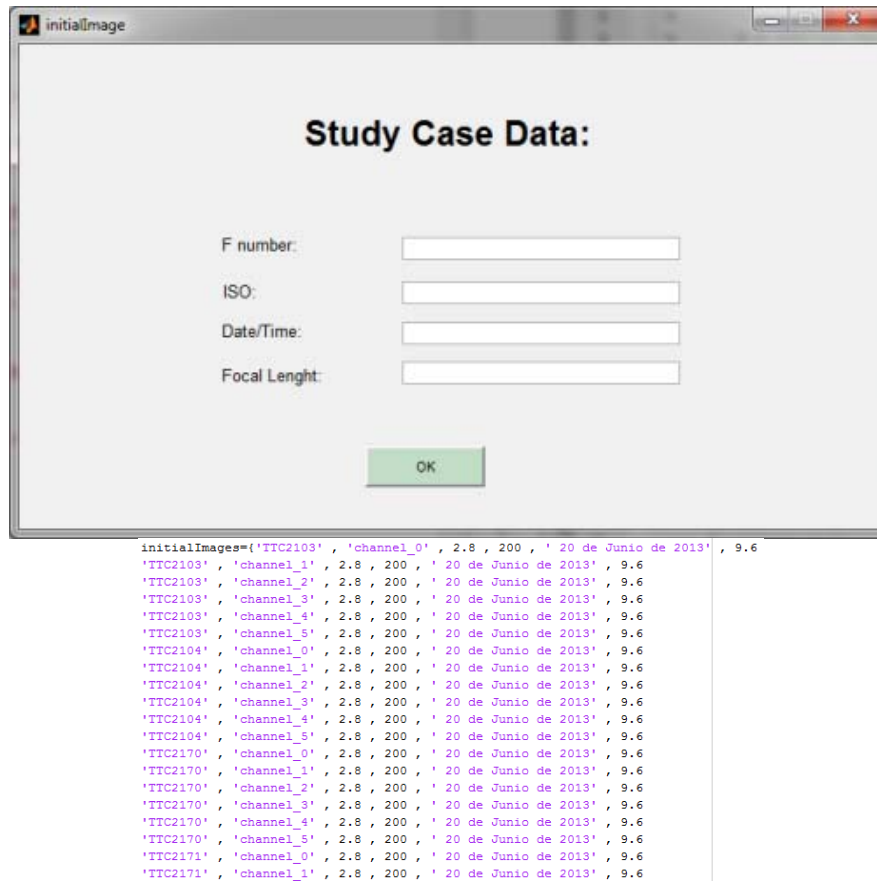 initialImage
Study Case Data:
F number:
ISO:
Date/Time:
Focal Lenght:
OK
initialImages={'TTC2103' , 'channel_0' , 2.8 , 200 , ' 20 de Junio de 2013' , 9.6
'TTC2103' , 'channel_1' , 2.8 , 200 , ' 20 de Junio de 2013' , 9.6
'TTC2103' , 'channel_2' , 2.8 , 200 , ' 20 de Junio de 2013' , 9.6
'TTC2103' , 'channel_3' , 2.8 , 200 , ' 20 de Junio de 2013' , 9.6
'TTC2103' , 'channel_4' , 2.8 , 200 , ' 20 de Junio de 2013' , 9.6
'TTC2103' , 'channel_5' , 2.8 , 200 , ' 20 de Junio de 2013' , 9.6
'TTC2104' , 'channel_0' , 2.8 , 200 , ' 20 de Junio de 2013' , 9.6
'TTC2104' , 'channel_1' , 2.8 , 200 , ' 20 de Junio de 2013' , 9.6
'TTC2104' , 'channel_2' , 2.8 , 200 , ' 20 de Junio de 2013' , 9.6
'TTC2104' , 'channel_3' , 2.8 , 200 , ' 20 de Junio de 2013' , 9.6
'TTC2104' , 'channel_4' , 2.8 , 200 , ' 20 de Junio de 2013' , 9.6
'TTC2104' , 'channel_5' , 2.8 , 200 , ' 20 de Junio de 2013' , 9.6
'TTC2170' , 'channel_0' , 2.8 , 200 , ' 20 de Junio de 2013' , 9.6
'TTC2170' , 'channel_1' , 2.8 , 200 , ' 20 de Junio de 2013' , 9.6
'TTC2170' , 'channel_2' , 2.8 , 200 , ' 20 de Junio de 2013' , 9.6
'TTC2170' , 'channel_3' , 2.8 , 200 , ' 20 de Junio de 2013' , 9.6
'TTC2170' , 'channel_4' , 2.8 , 200 , ' 20 de Junio de 2013' , 9.6
'TTC2170' , 'channel_5' , 2.8 , 200 , ' 20 de Junio de 2013' , 9.6
'TTC2171' , 'channel_0' , 2.8 , 200 , ' 20 de Junio de 2013' , 9.6
'TTC2171' , 'channel_1' , 2.8 , 200 , ' 20 de Junio de 2013' , 9.6